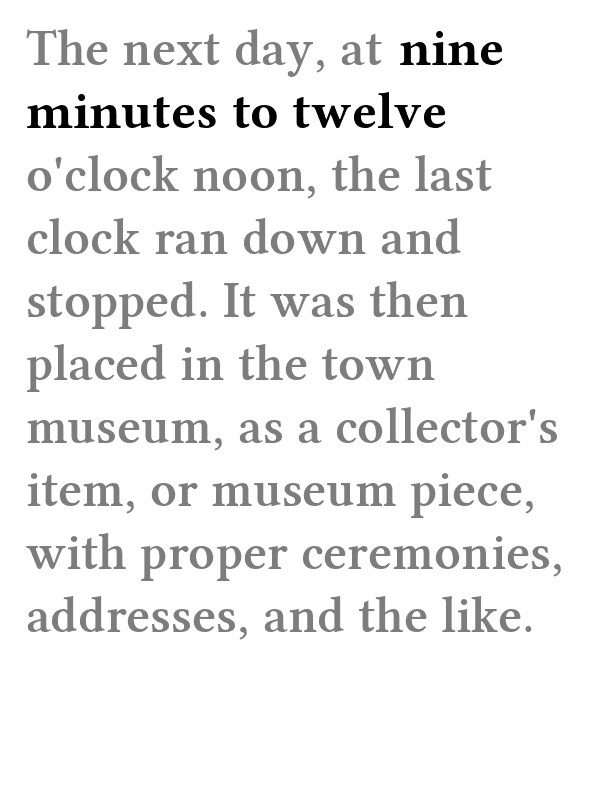 The next day, at nine
minutes to twelve
o'clock noon, the last
clock ran down and
stopped. It was then
placed in the town
museum, as a collector's
item, or museum piece,
with proper ceremonies,
addresses, and the like.